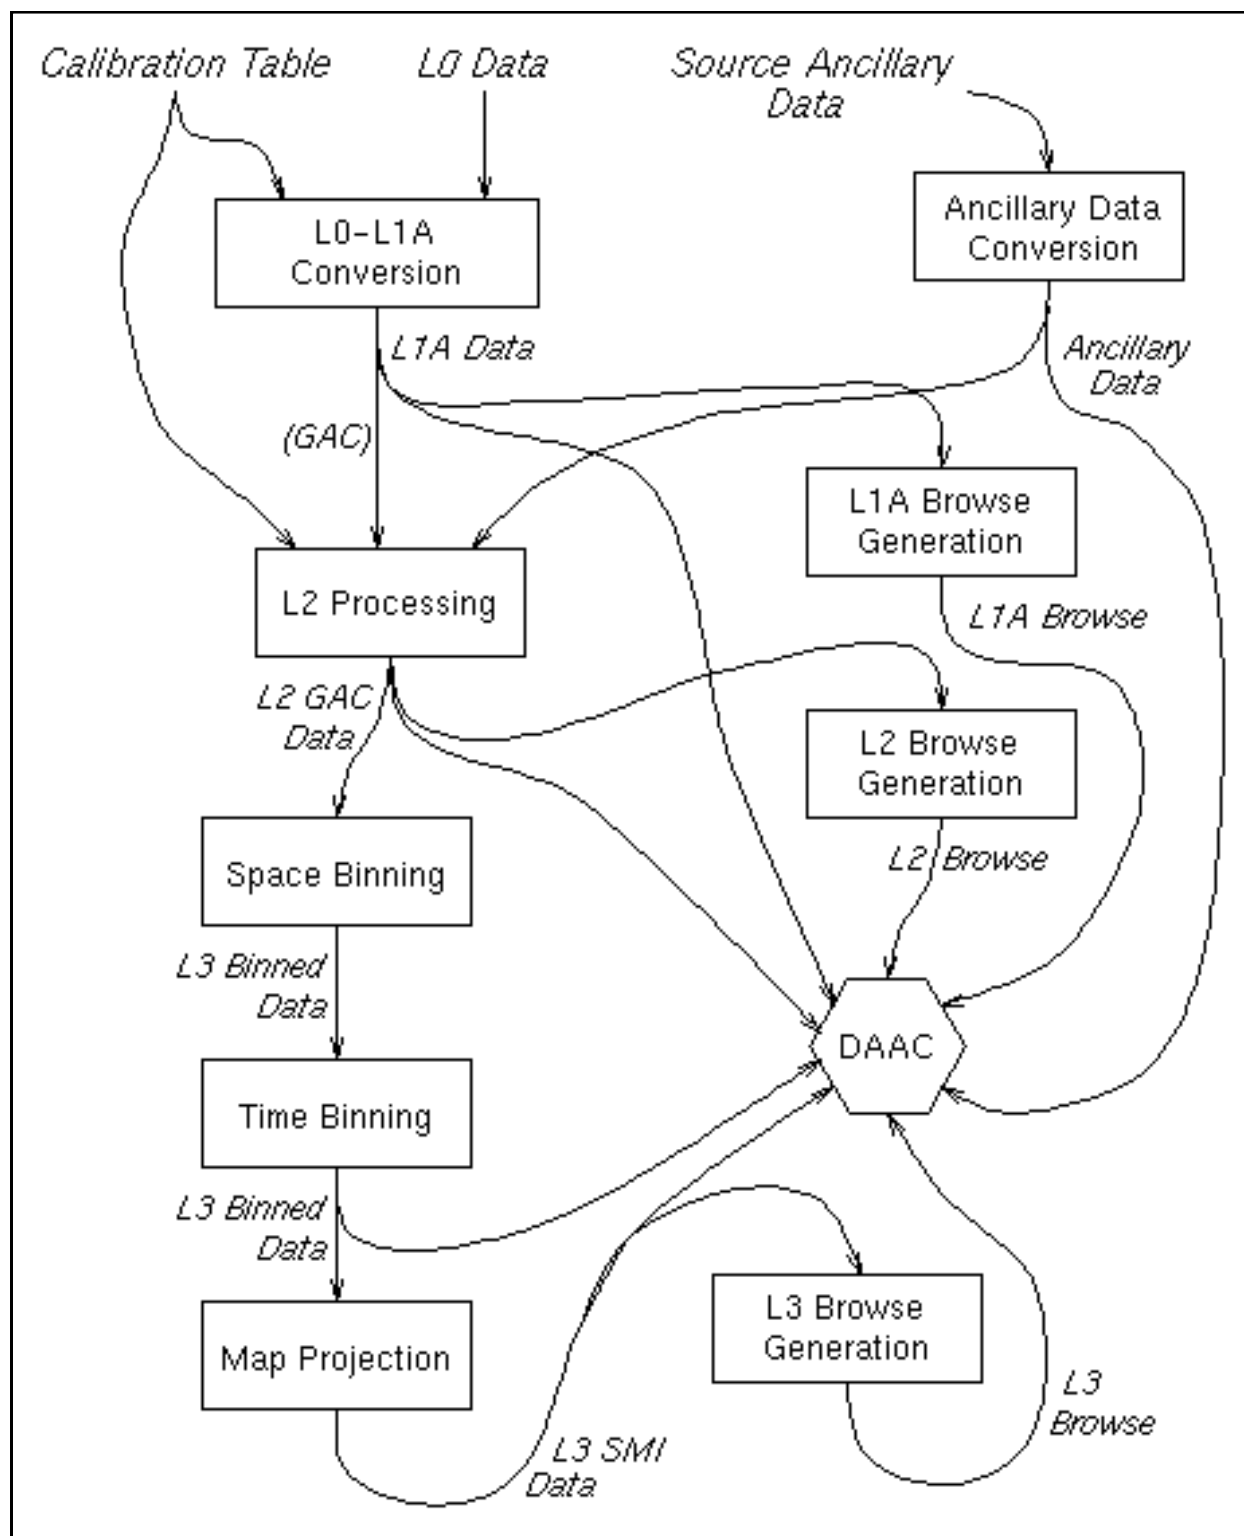 Calibration Table
L0 Data
Source Ancillary
Data
L0-L1A
Conversion
Ancillary Data
Conversion
L1A Data
Ancillary
Data
(GAC)
L1A Browse
Generation
L2 Processing
L1A Browse
L2 GAC
Data
L2 Browse
Generation
Space Binning
L2 Browse
L3 Binned
Data
DAAC
Time Binning
L3 Binned
Data
L3 Browse
Generation
Map Projection
L3
Browse
L3 SMI
Data